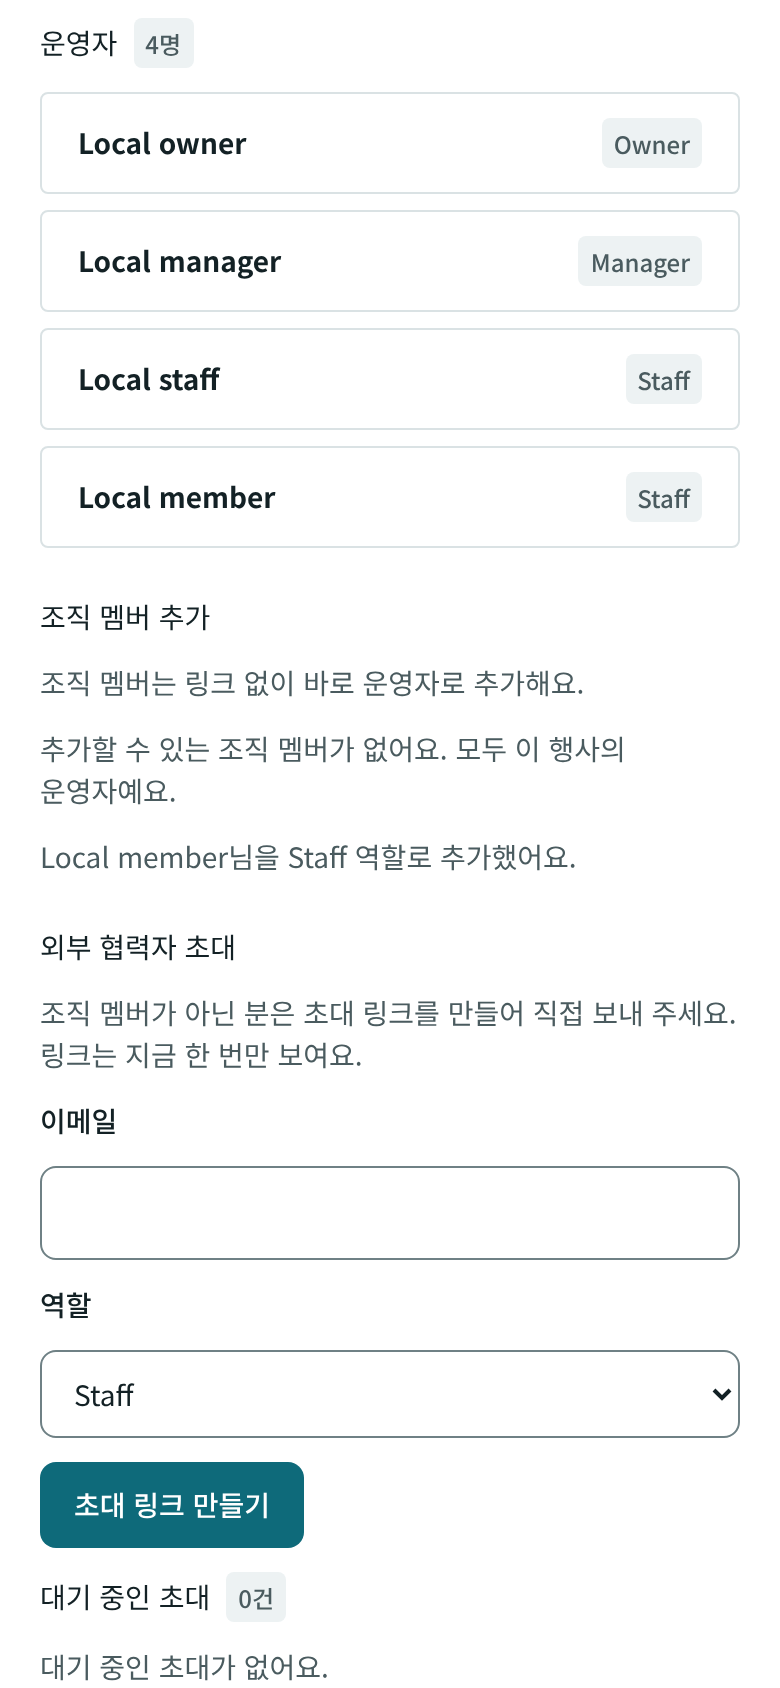 운영자 4명
Local owner Owner
Local manager Manager
Local staff Staff
Local member Staff
조직 멤버 추가
조직 멤버는 링크 없이 바로 운영자로 추가해요.
추가할 수 있는 조직 멤버가 없어요. 모두 이 행사의
운영자예요.
Local member님을 Staff 역할로 추가했어요.
외부 협력자 초대
조직 멤버가 아닌 분은 초대 링크를 만들어 직접 보내 주세요.
링크는 지금 한 번만 보여요.
이메일
역할
Staff
초대 링크 만들기
대기 중인 초대 0건
대기 중인 초대가 없어요.